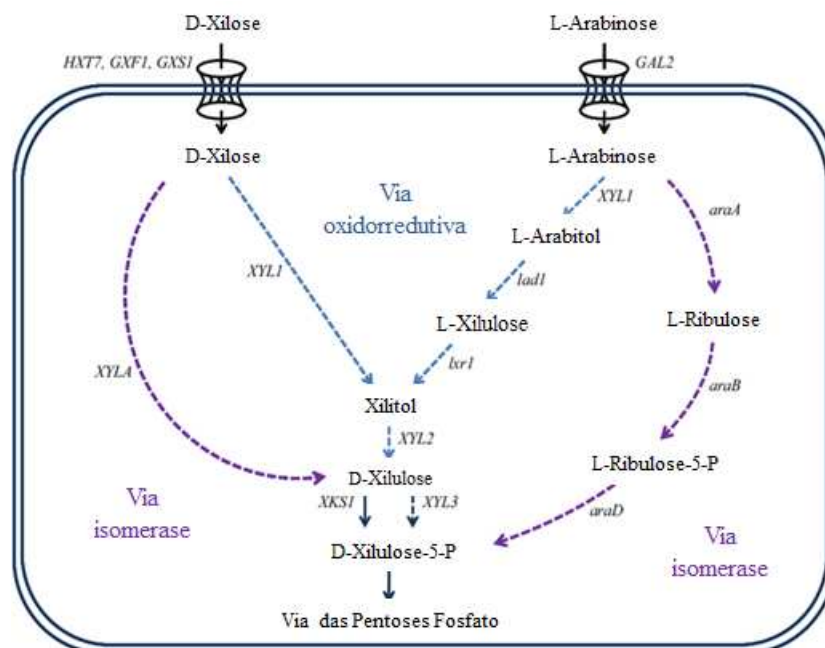 D-Xilose
L-Arabinose
HXT7, GXF1, GXS1
GAL2
D-Xilose
L-Arabinose
Via
oxidorredutiva
XYL1
araA
L-Arabitol
XYL1
lad1
L-Xilulose
L-Ribulose
lxr1
XYLA
araB
Xilitol
XYL2
L-Ribulose-5-P
D-Xilulose
Via
isomerase
XKS1
XYL3
araD
Via
isomerase
D-Xilulose-5-P
Via das Pentoses Fosfato